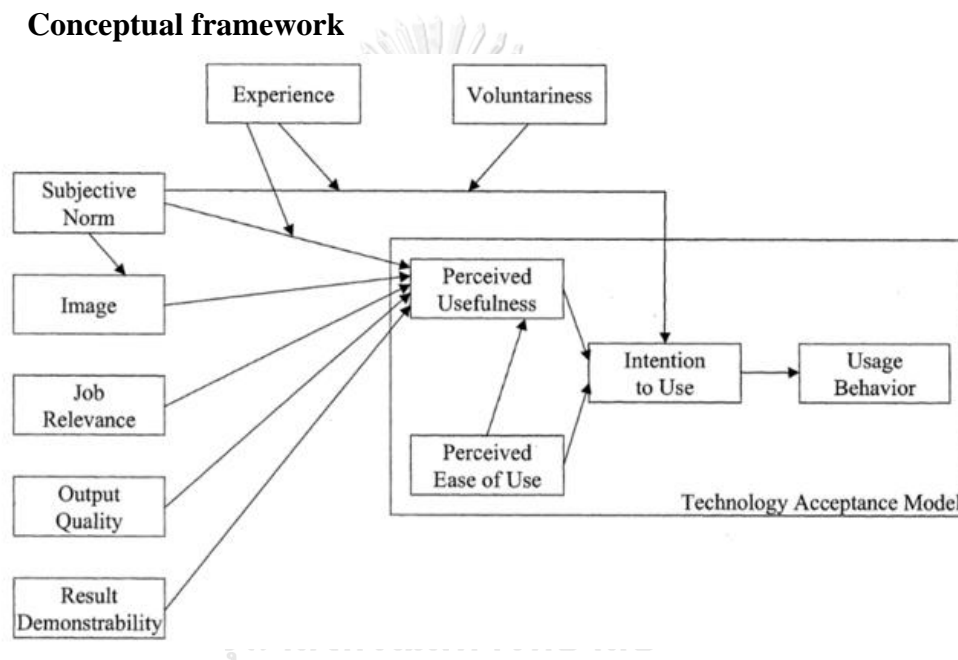 Conceptual framework
Experience
Voluntariness
Subjective
Norm
Image
Job
Relevance
Output
Quality
Result
Demonstrability
Perceived
Usefulness
Perceived
Ease of Use
Intention
to Use
Usage
Behavior
Technology Acceptance Model